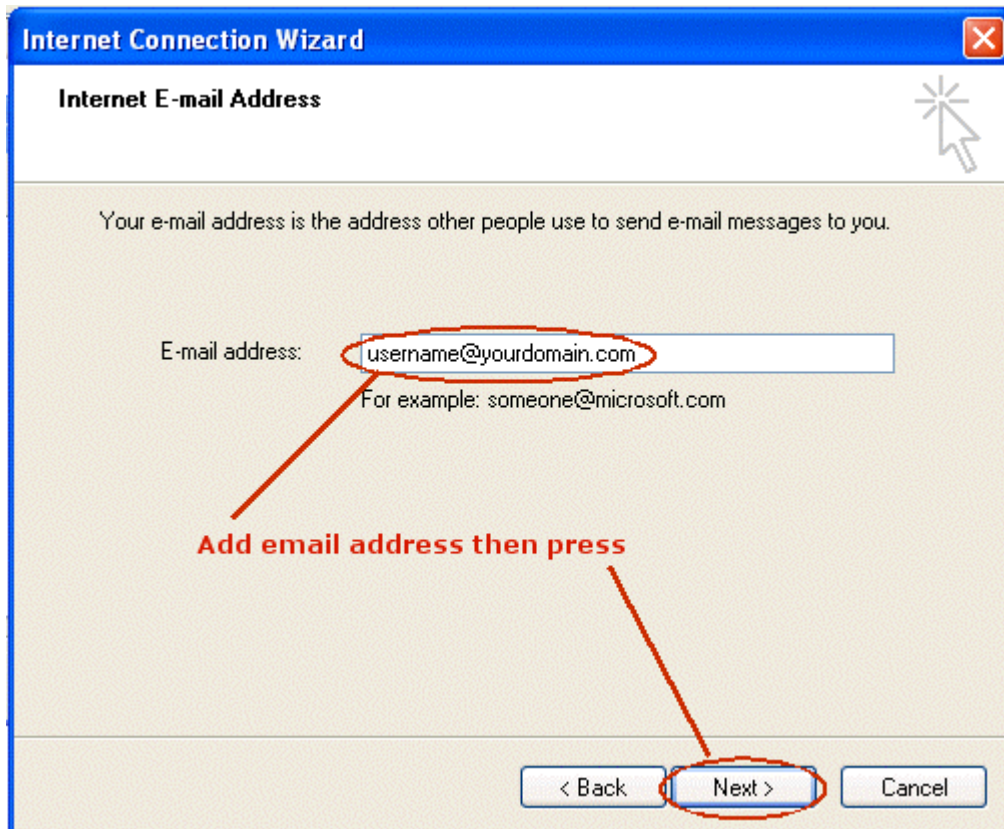 Internet Connection Wizard
Internet E-mail Address
Your e-mail address is the address other people use to send e-mail messages to you.
E-mail address: username@yourdomain.com
For example: someone@microsoft.com
Add email address then press
< Back Next > Cancel